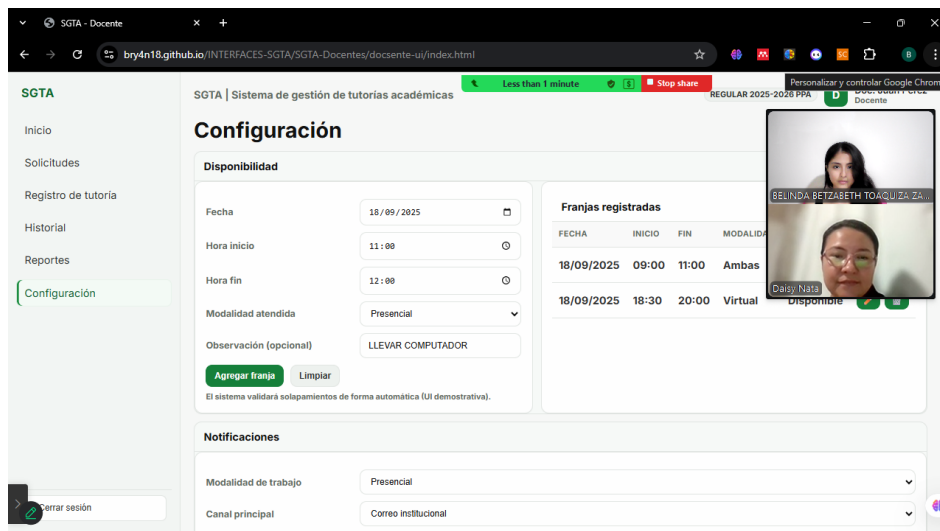 SGTA - Docente
bry4n18.github.io/INTERFACES-SGTA/SGTA-Docentes/docsente-ui/index.html
B
SC
Less than 1 minute
Stop share
Personalizar y controlar Google Chrom
SGTA
SGTA | Sistema de gestión de tutorías académicas
REGULAR 2025-2026 PPA
D
Docente
Inicio
Solicitudes
Registro de tutoría
Historial
Reportes
Configuración
Cerrar sesión
Configuración
Disponibilidad
Fecha
18/09/2025
Hora inicio
11:00
Hora fin
12:00
Modalidad atendida
Presencial
Observación (opcional)
LLEVAR COMPUTADOR
Agregar franja
Limpiar
El sistema validará solapamientos de forma automática (UI demostrativa).
Franjas registradas
FECHA INICIO FIN MODALIDA
18/09/2025 09:00 11:00 Ambas
18/09/2025 18:30 20:00 Virtual Disponible
BELINDA BETZABETH TOAQUIZA ZA...
Daisy Nata
Notificaciones
Modalidad de trabajo
Presencial
Canal principal
Correo institucional